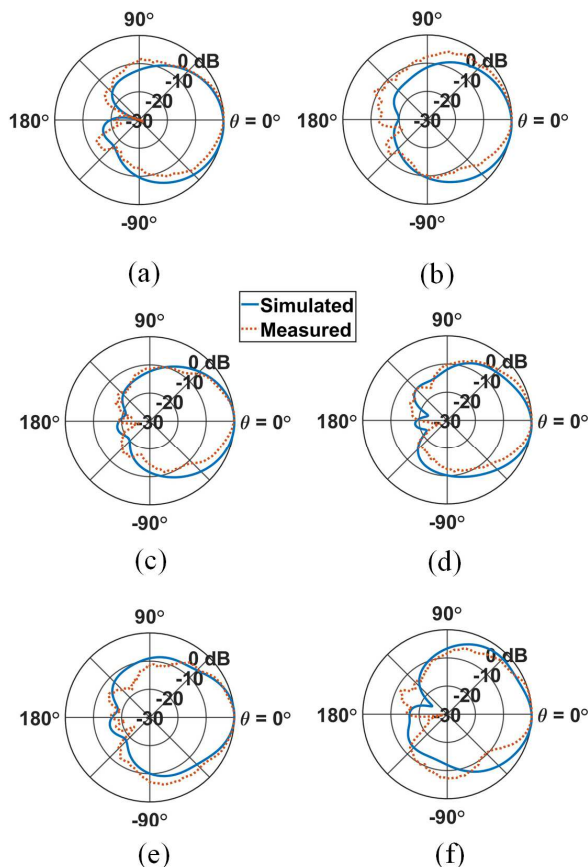 90°
0 dB
-10
-20
-30
180°
θ = 0°
-90°
(a)
90°
0 dB
-10
-20
-30
180°
θ = 0°
-90°
(b)
Simulated
Measured
90°
0 dB
-10
-20
-30
180°
θ = 0°
-90°
(c)
90°
0 dB
-10
-20
-30
180°
θ = 0°
-90°
(d)
90°
0 dB
-10
-20
-30
180°
θ = 0°
-90°
(e)
90°
0 dB
-10
-20
-30
180°
θ = 0°
-90°
(f)